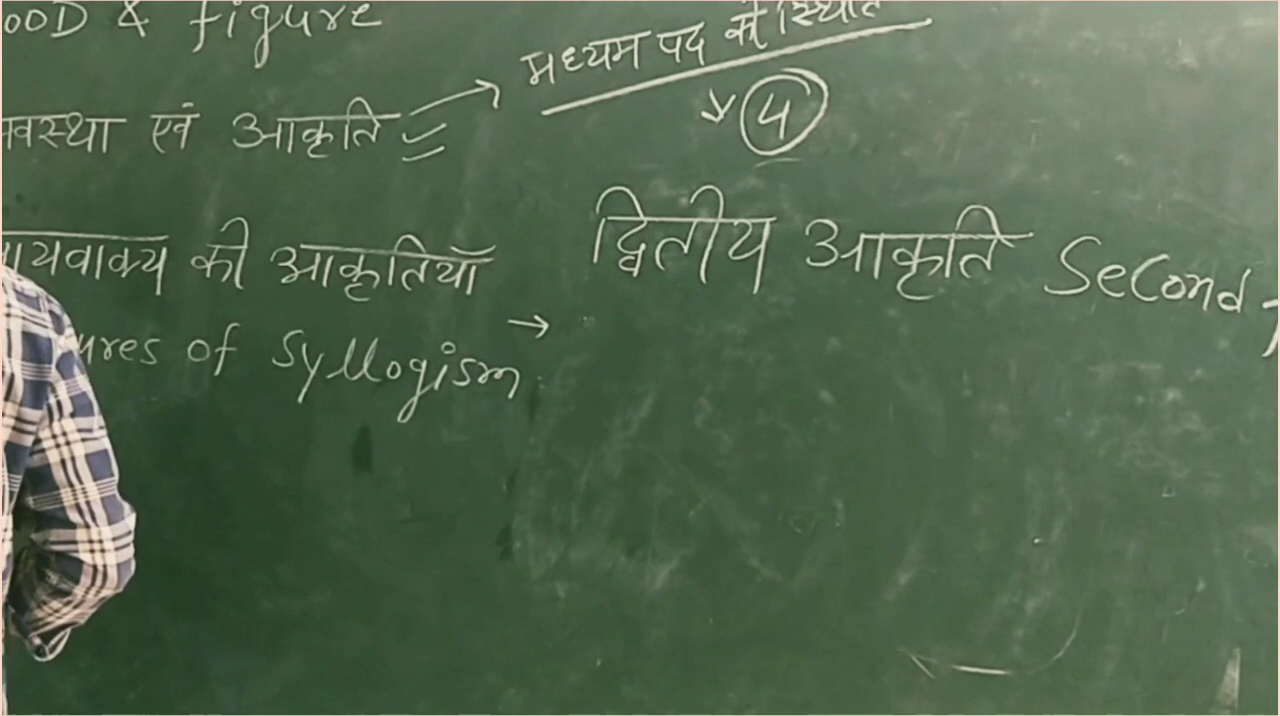 OOD & figure
मध्यम पद की स्थिति
वस्था एवं आकृति
4
यवाक्य की आकृतियाँ
द्वितीय आकृति Second
ures of Syllogism